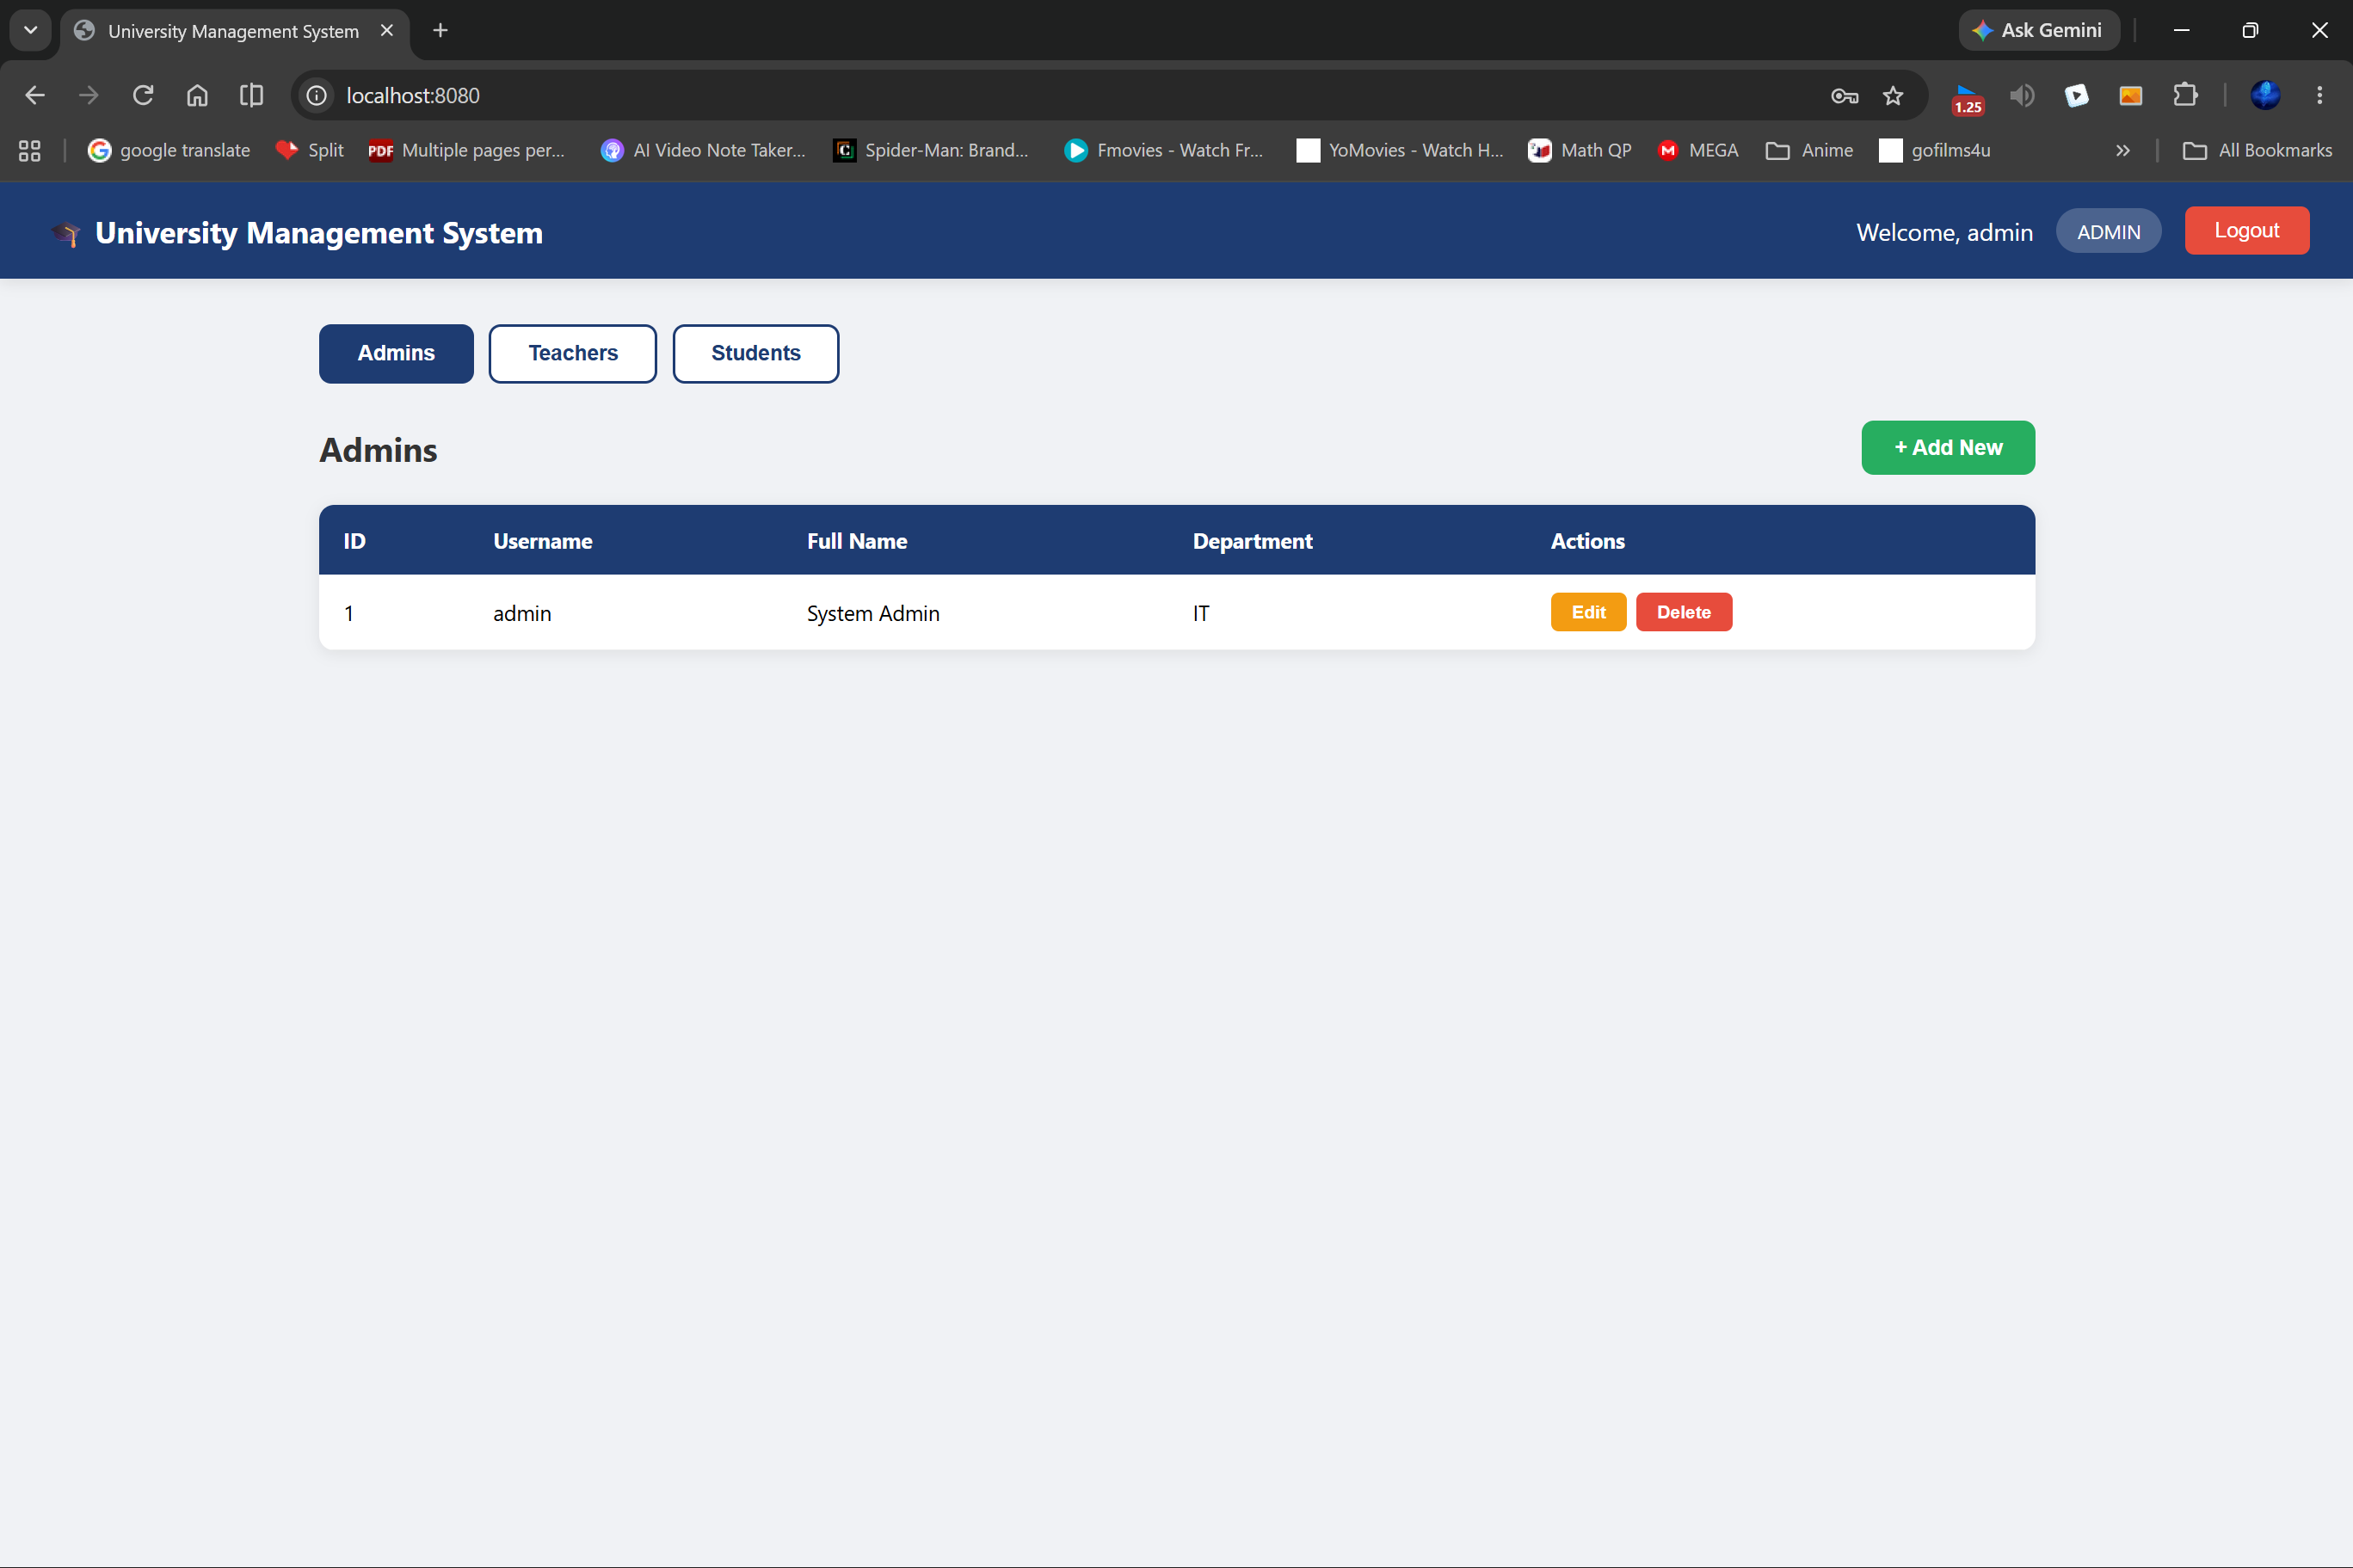 University Management System
Ask Gemini
localhost:8080
1.25
google translate
Split
PDF Multiple pages per...
AI Video Note Taker...
Spider-Man: Brand...
Fmovies - Watch Fr...
YoMovies - Watch H...
Math QP
MEGA
Anime
gofilms4u
All Bookmarks
University Management System
Welcome, admin
ADMIN
Logout
Admins
Teachers
Students
Admins
+ Add New
ID Username Full Name Department Actions
1 admin System Admin IT Edit Delete